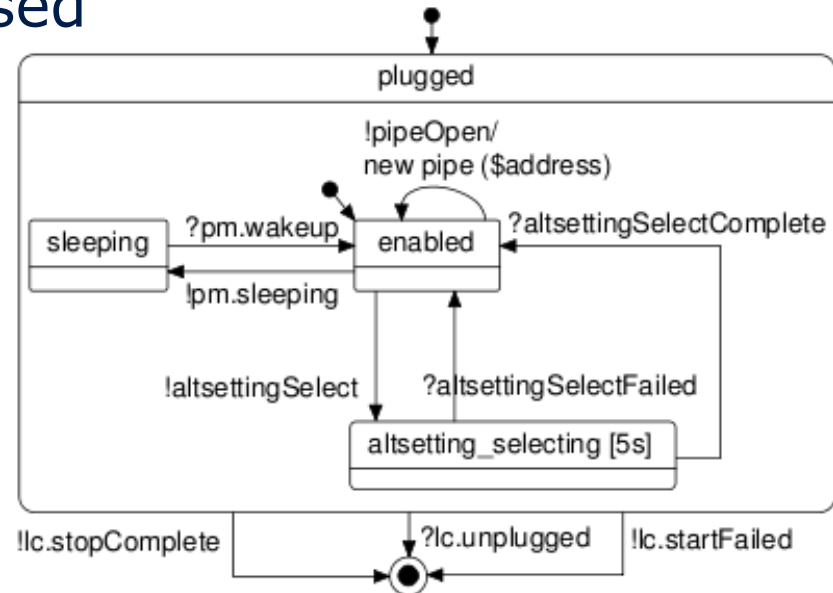 sed
plugged
!pipeOpen/
new pipe ($address)
sleeping
?pm.wakeup
enabled
?altsettingSelectComplete
!pm.sleeping
!altsettingSelect
?altsettingSelectFailed
altsetting_selecting [5s]
!lc.stopComplete
?lc.unplugged
!lc.startFailed